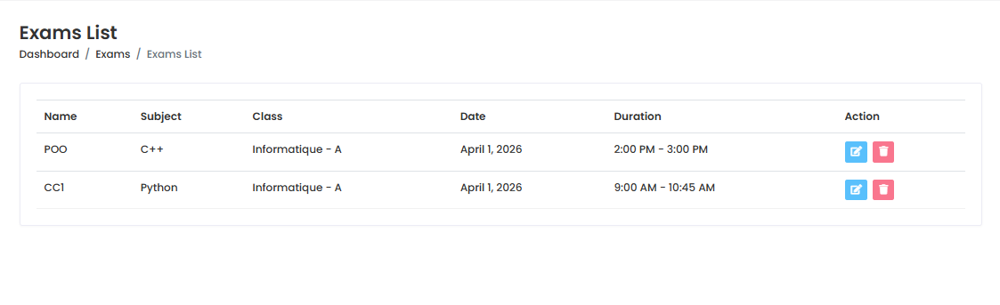 Exams List
Dashboard / Exams / Exams List
Name Subject Class Date Duration Action
POO C++ Informatique - A April 1, 2026 2:00 PM - 3:00 PM
CC1 Python Informatique - A April 1, 2026 9:00 AM - 10:45 AM